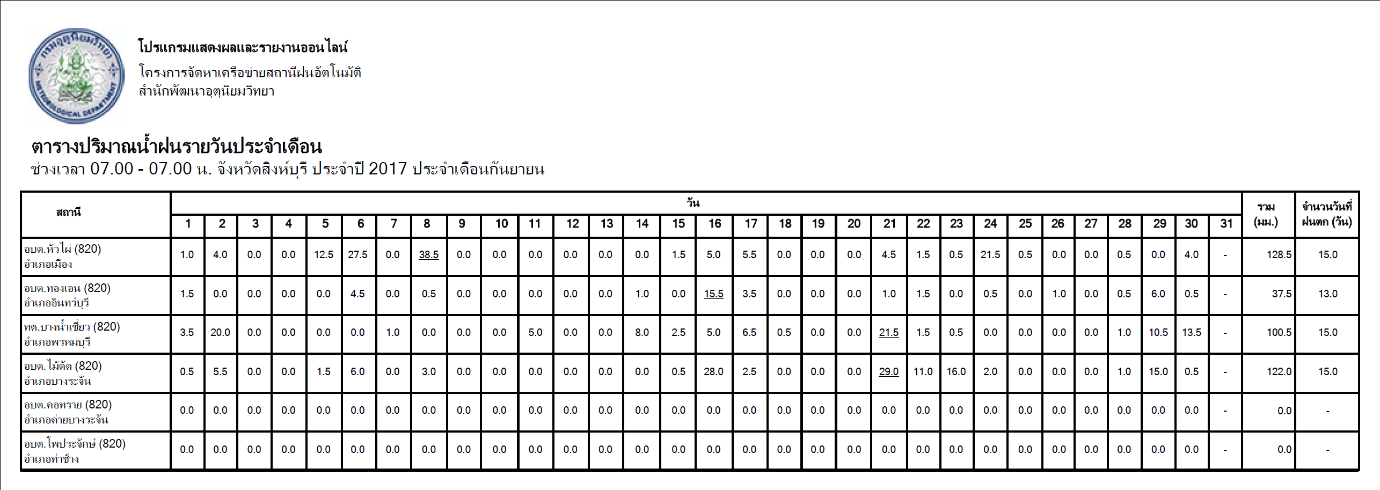 กรมอุตุนิยมวิทยา
METEOROLOGICAL DEPARTMENT
โปรแกรมแสดงผลและรายงานออนไลน์
โครงการจัดหาเครือข่ายสถานีฝนอัตโนมัติ
สำนักพัฒนาอุตุนิยมวิทยา
ตารางปริมาณน้ำฝนรายวันประจำเดือน
ช่วงเวลา 07.00 - 07.00 น. จังหวัดสิงห์บุรี ประจำปี 2017 ประจำเดือนกันยายน
สถานี วัน รวม (มม.) จำนวนวันที่ ฝนตก (วัน)
1 2 3 4 5 6 7 8 9 10 11 12 13 14 15 16 17 18 19 20 21 22 23 24 25 26 27 28 29 30 31
อบต.หัวไผ่ (820)
อำเภอเมือง
1.0 4.0 0.0 0.0 12.5 27.5 0.0 38.5 0.0 0.0 0.0 0.0 0.0 0.0 1.5 5.0 5.5 0.0 0.0 0.0 4.5 1.5 0.5 21.5 0.5 0.0 0.0 0.5 0.0 4.0 - 128.5 15.0
อบต.ทองเอน (820)
อำเภออินทร์บุรี
1.5 0.0 0.0 0.0 0.0 4.5 0.0 0.5 0.0 0.0 0.0 0.0 0.0 1.0 0.0 15.5 3.5 0.0 0.0 0.0 1.0 1.5 0.0 0.5 0.0 1.0 0.0 0.5 6.0 0.5 - 37.5 13.0
ทต.บางน้ำเชี่ยว (820)
อำเภอพรหมบุรี
3.5 20.0 0.0 0.0 0.0 0.0 1.0 0.0 0.0 0.0 5.0 0.0 0.0 8.0 2.5 5.0 6.5 0.5 0.0 0.0 21.5 1.5 0.5 0.0 0.0 0.0 0.0 1.0 10.5 13.5 - 100.5 15.0
อบต.ไม้ดัด (820)
อำเภอบางระจัน
0.5 5.5 0.0 0.0 1.5 6.0 0.0 3.0 0.0 0.0 0.0 0.0 0.0 0.0 0.5 28.0 2.5 0.0 0.0 0.0 29.0 11.0 16.0 2.0 0.0 0.0 0.0 1.0 15.0 0.5 - 122.0 15.0
อบต.คอทราย (820)
อำเภอค่ายบางระจัน
0.0 0.0 0.0 0.0 0.0 0.0 0.0 0.0 0.0 0.0 0.0 0.0 0.0 0.0 0.0 0.0 0.0 0.0 0.0 0.0 0.0 0.0 0.0 0.0 0.0 0.0 0.0 0.0 0.0 0.0 - 0.0 -
อบต.โพประจักษ์ (820)
อำเภอท่าช้าง
0.0 0.0 0.0 0.0 0.0 0.0 0.0 0.0 0.0 0.0 0.0 0.0 0.0 0.0 0.0 0.0 0.0 0.0 0.0 0.0 0.0 0.0 0.0 0.0 0.0 0.0 0.0 0.0 0.0 0.0 - 0.0 -